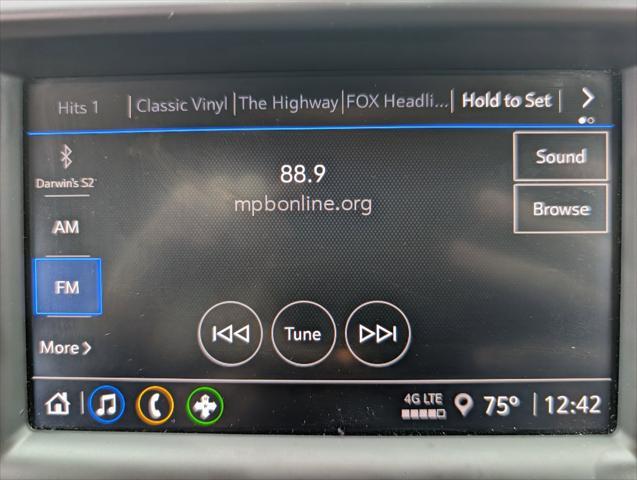 Hits 1 Classic Vinyl The Highway FOX Headli... Hold to Set
Darwin's S2
AM
FM
More
88.9
mpbonline.org
Sound
Browse
Tune
4G LTE 75° 12:42